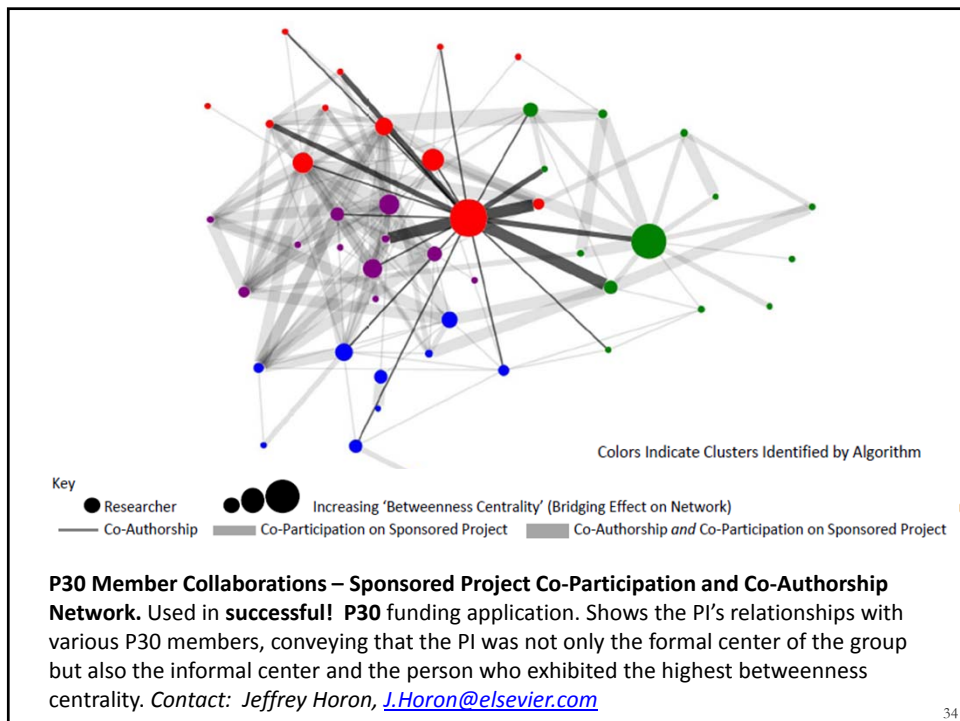 Colors Indicate Clusters Identified by Algorithm
Key
Researcher Increasing 'Betweenness Centrality' (Bridging Effect on Network)
Co-Authorship Co-Participation on Sponsored Project Co-Authorship and Co-Participation on Sponsored Project
P30 Member Collaborations – Sponsored Project Co-Participation and Co-Authorship
Network. Used in successful! P30 funding application. Shows the PI's relationships with
various P30 members, conveying that the PI was not only the formal center of the group
but also the informal center and the person who exhibited the highest betweenness
centrality. Contact: Jeffrey Horon, J.Horon@elsevier.com
34